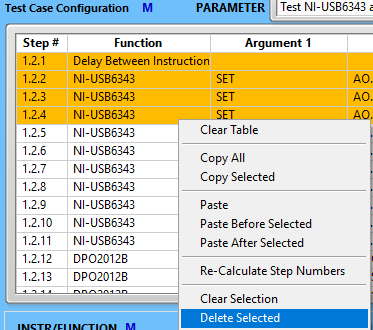 Test Case Configuration M PARAMETER Test NI-USB6343 a
Step # Function Argument 1
1.2.1 Delay Between Instruction
1.2.2 NI-USB6343 SET AO.
1.2.3 NI-USB6343 SET AO.
1.2.4 NI-USB6343 SET AO.
1.2.5 NI-USB6343
1.2.6 NI-USB6343
1.2.7 NI-USB6343
1.2.8 NI-USB6343
1.2.9 NI-USB6343
1.2.10 NI-USB6343
1.2.11 NI-USB6343
1.2.12 DPO2012B
1.2.13 DPO2012B
1.2.14 DPO2012B
Clear Table
Copy All
Copy Selected
Paste
Paste Before Selected
Paste After Selected
Re-Calculate Step Numbers
Clear Selection
Delete Selected
INSTR/FUNCTION M